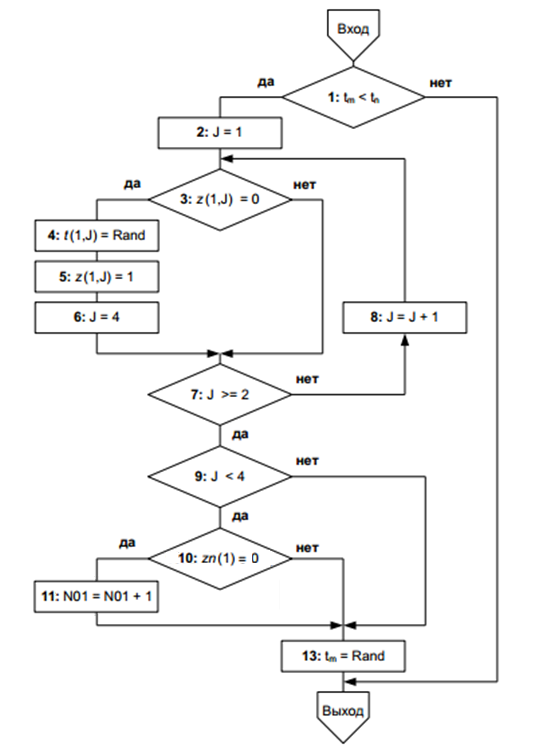 Вход
да
нет
1: tm < tn
2: J = 1
да
нет
3: z(1,J) = 0
4: t(1,J) = Rand
5: z(1,J) = 1
6: J = 4
8: J = J + 1
нет
7: J >= 2
да
нет
9: J < 4
да
да
нет
10: zn(1) = 0
11: N01 = N01 + 1
13: tm = Rand
Выход